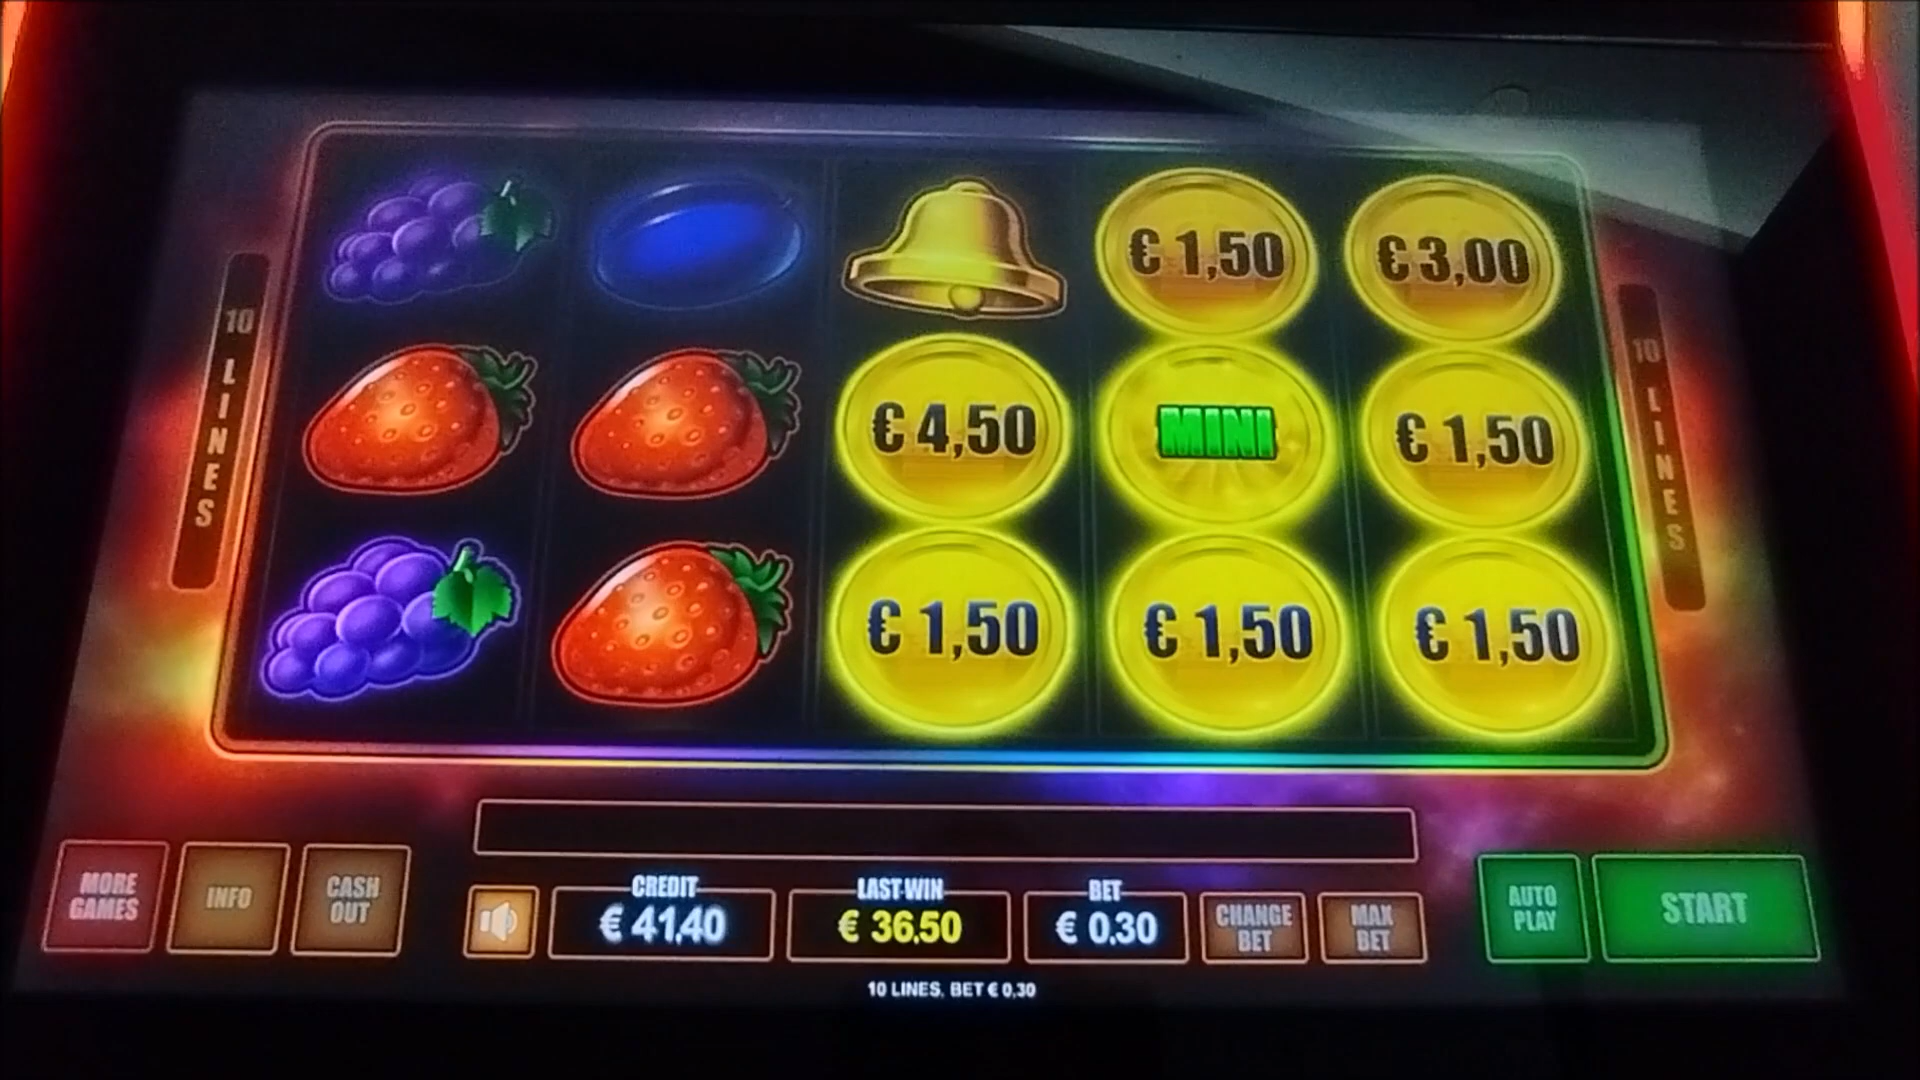 € 1,50
€ 3,00
10 LINES
€ 4,50
MINI
€ 1,50
10 LINES
€ 1,50
€ 1,50
€ 1,50
MORE GAMES
INFO
CASH OUT
CREDIT
€ 41,40
LAST WIN
€ 36,50
BET
€ 0,30
CHANGE BET
MAX BET
AUTO PLAY
START
10 LINES, BET € 0,30